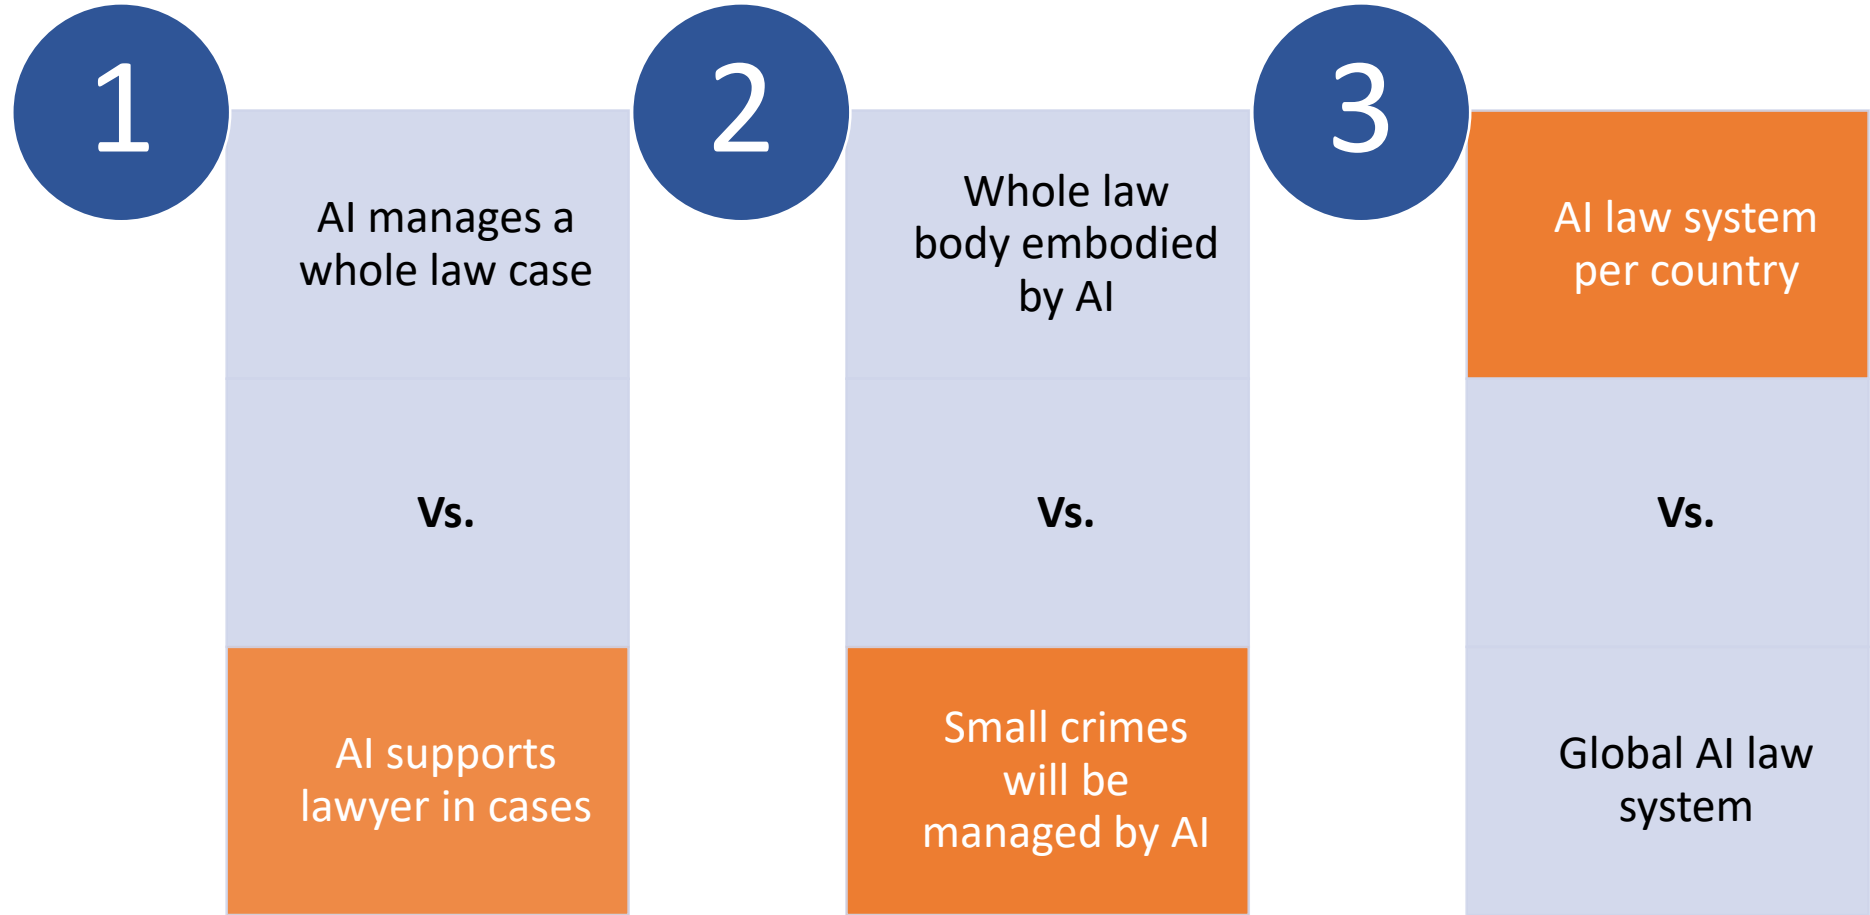 1
AI manages a
whole law case
Vs.
AI supports
lawyer in cases
2
Whole law
body embodied
by AI
Vs.
Small crimes
will be
managed by AI
3
AI law system
per country
Vs.
Global AI law
system